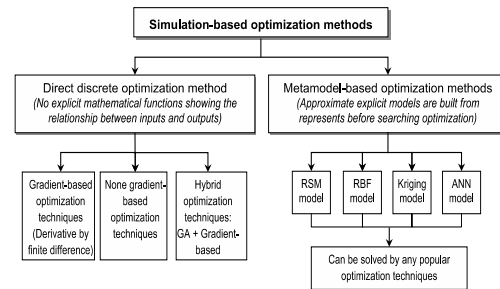 Simulation-based optimization methods
Direct discrete optimization method
(No explicit mathematical functions showing the
relationship between inputs and outputs)
Metamodel-based optimization methods
(Approximate explicit models are built from
represents before searching optimization)
Gradient-based
optimization
techniques
(Derivative by
finite difference)
None gradient-
based
optimization
techniques
Hybrid
optimization
techniques:
GA + Gradient-
based
RSM
model
RBF
model
Kriging
model
ANN
model
Can be solved by any popular
optimization techniques